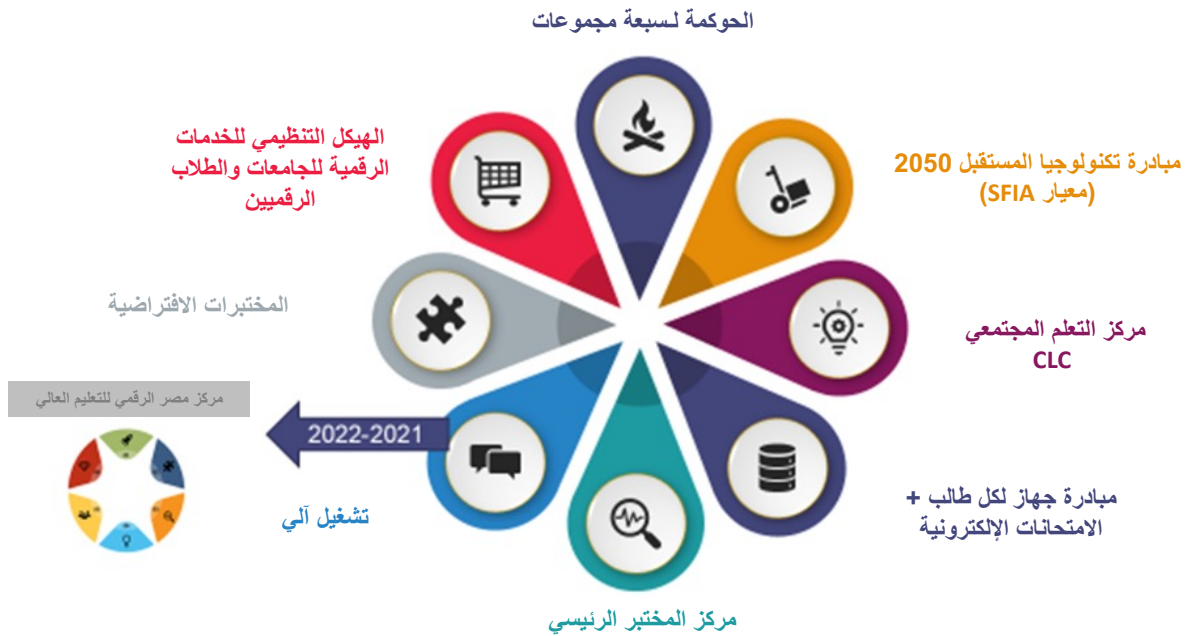 الحوكمة لسبعة مجموعات
مبادرة تكنولوجيا المستقبل 2050
(معيار SFIA)
الهيكل التنظيمي للخدمات
الرقمية للجامعات والطلاب
الرقميين
المختبرات الافتراضية
مركز التعلم المجتمعي
CLC
مركز مصر الرقمي للتعليم العالي
2022-2021
تشغيل آلي
مبادرة جهاز لكل طالب +
الامتحانات الإلكترونية
مركز المختبر الرئيسي